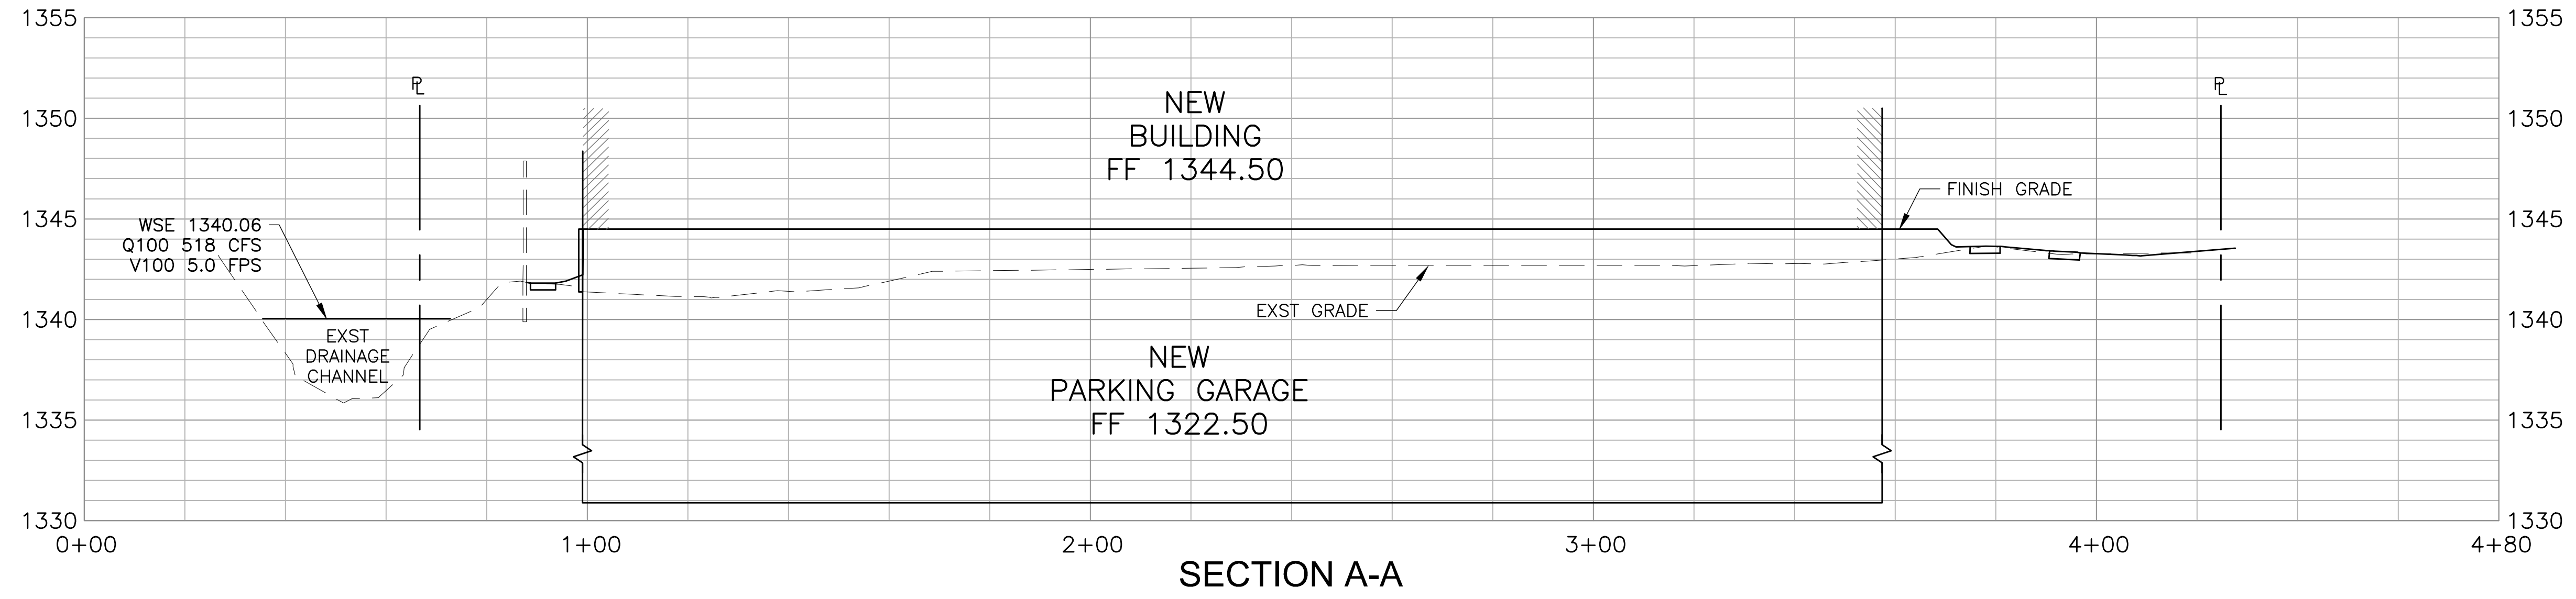 1355
1355
℄
℄
1350
1350
NEW
BUILDING
FF 1344.50
FINISH GRADE
1345
1345
WSE 1340.06
Q100 518 CFS
V100 5.0 FPS
EXST GRADE
1340
1340
EXST
DRAINAGE
CHANNEL
NEW
PARKING GARAGE
FF 1322.50
1335
1335
1330
1330
0+00
1+00
2+00
3+00
4+00
4+80
SECTION A-A